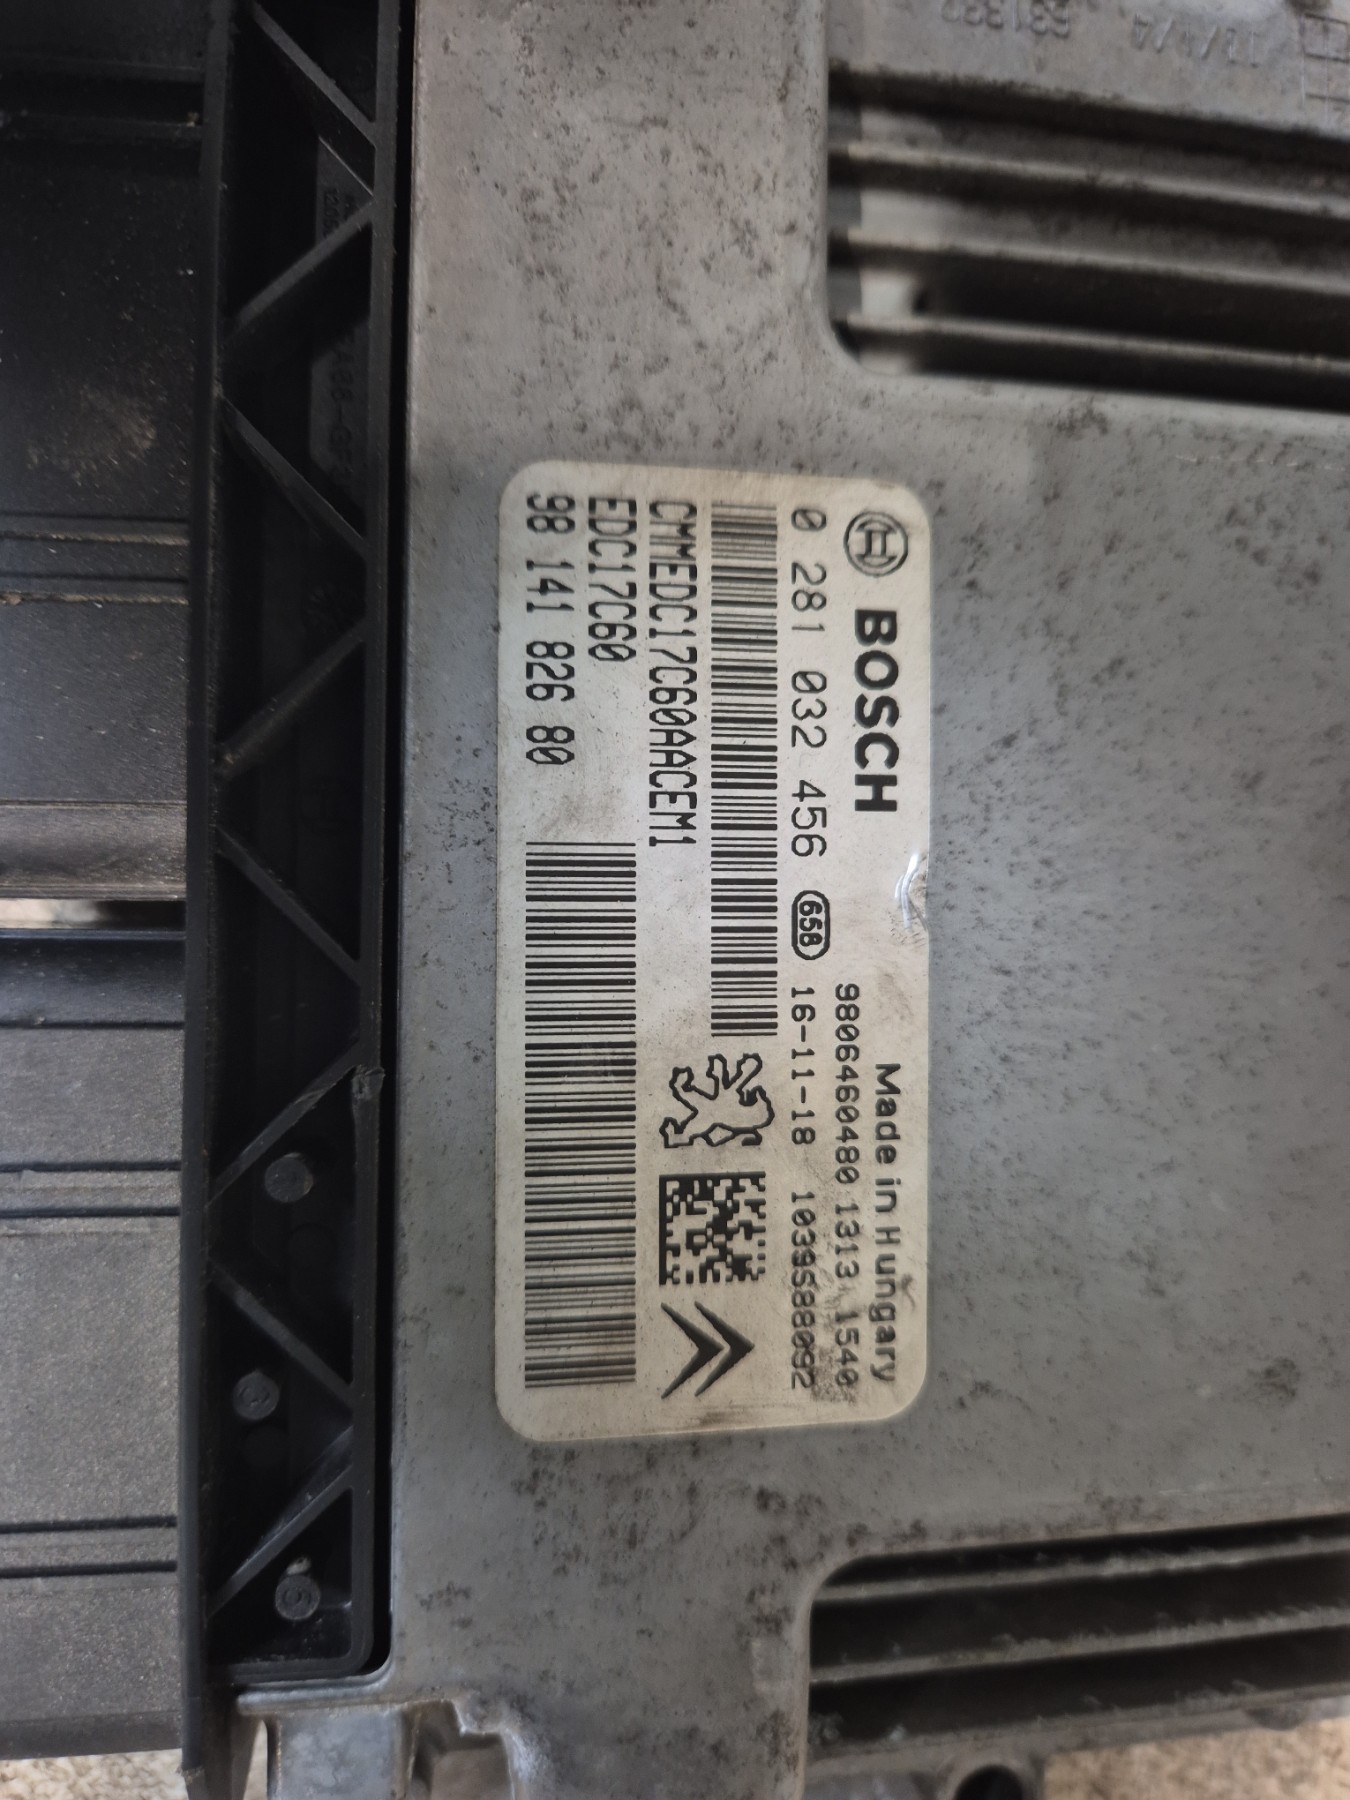 BOSCH
Made in Hungary
9806460480 1313 1540
0 281 032 456 658 16-11-18 1039S88092
CMMEDC17C60AACEM1
EDC17C60
98 141 826 80